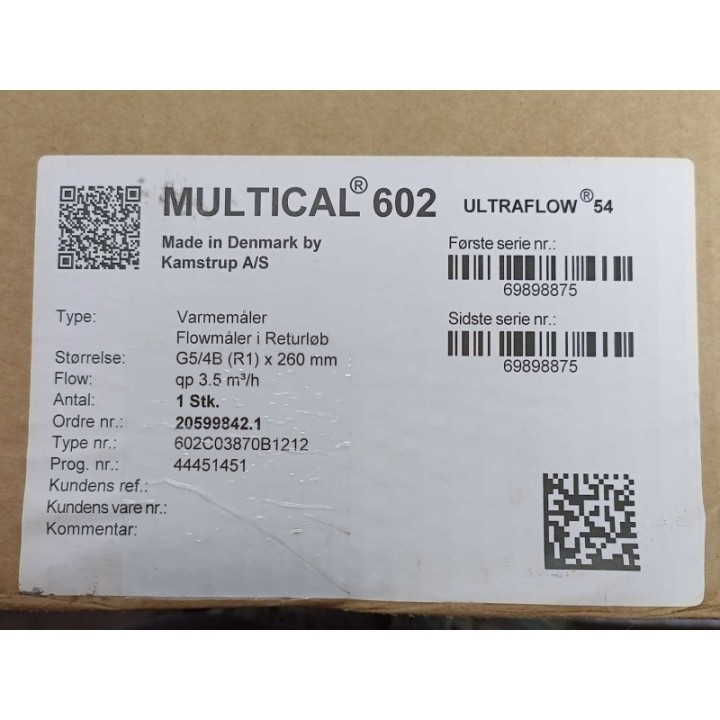 MULTICAL® 602 ULTRAFLOW®54
Made in Denmark by
Kamstrup A/S
Første serie nr.:
69898875
Sidste serie nr.:
69898875
Type: Varmemåler
Flowmåler i Returløb
Størrelse: G5/4B (R1) x 260 mm
Flow: qp 3.5 m³/h
Antal: 1 Stk.
Ordre nr.: 20599842.1
Type nr.: 602C03870B1212
Prog. nr.: 44451451
Kundens ref.:
Kundens vare nr.:
Kommentar: